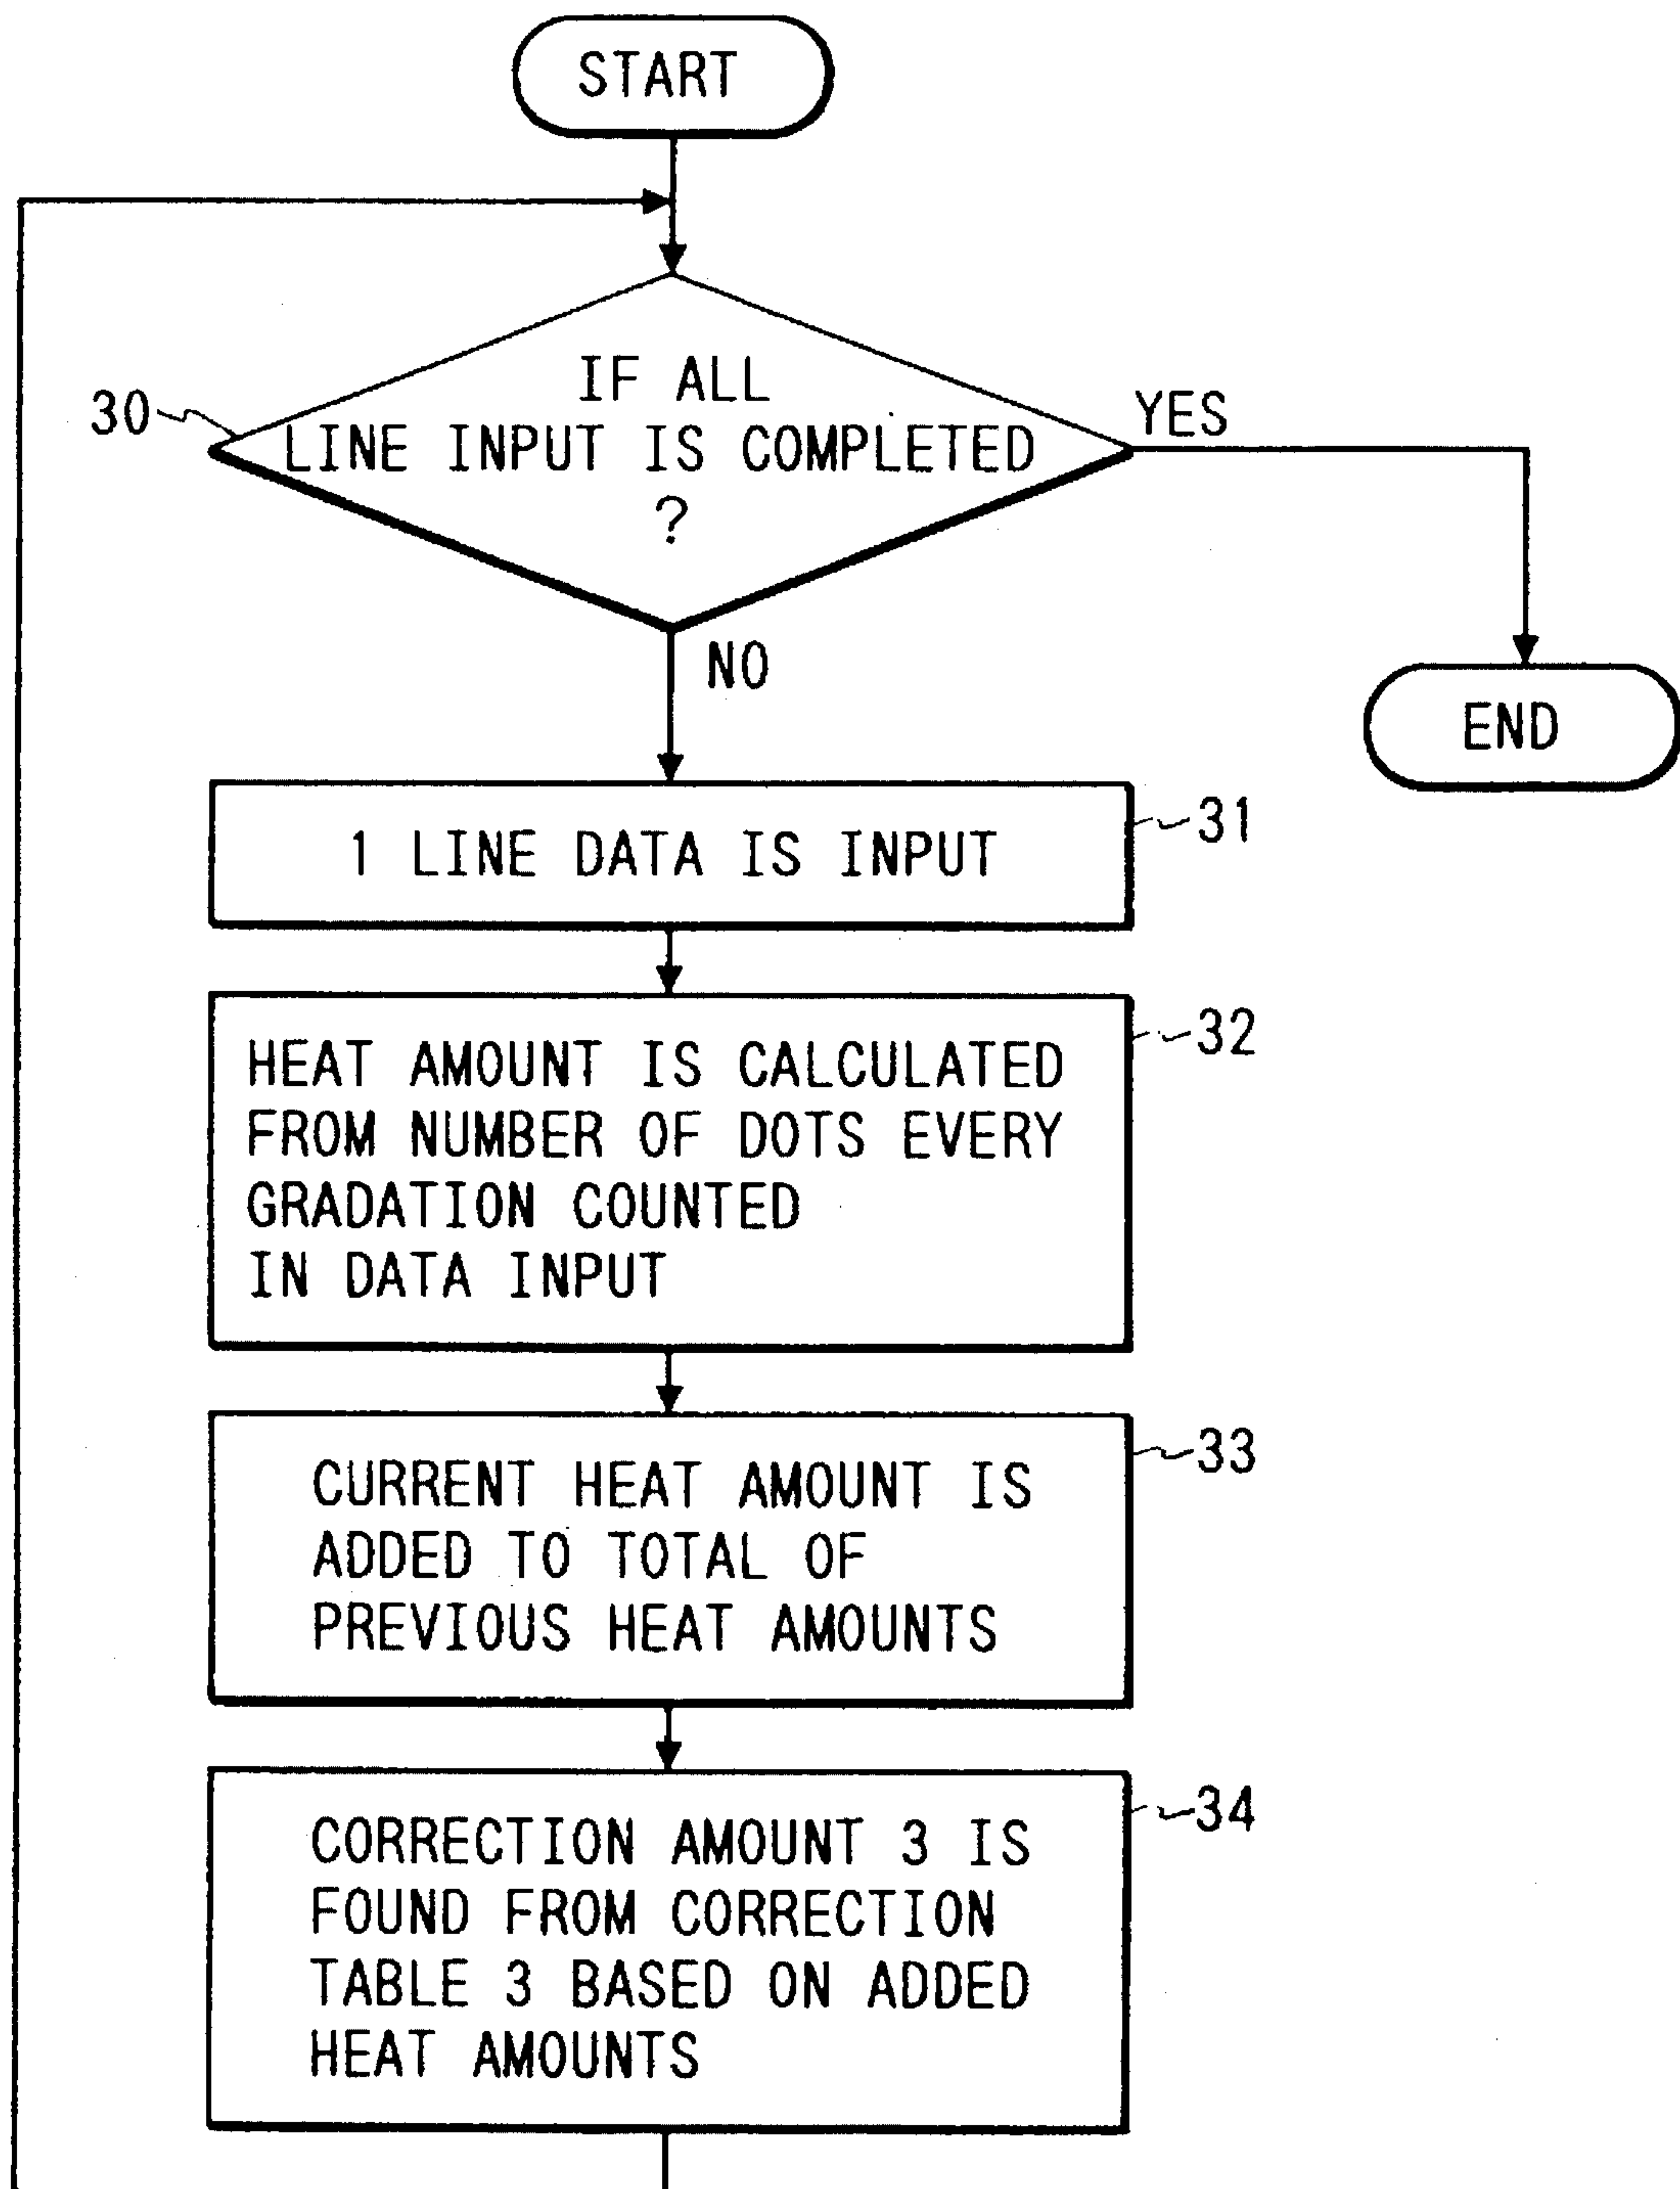 START
IF ALL
LINE INPUT IS COMPLETED
?
30
YES
NO
END
1 LINE DATA IS INPUT
31
HEAT AMOUNT IS CALCULATED
FROM NUMBER OF DOTS EVERY
GRADATION COUNTED
IN DATA INPUT
32
CURRENT HEAT AMOUNT IS
ADDED TO TOTAL OF
PREVIOUS HEAT AMOUNTS
33
CORRECTION AMOUNT 3 IS
FOUND FROM CORRECTION
TABLE 3 BASED ON ADDED
HEAT AMOUNTS
34